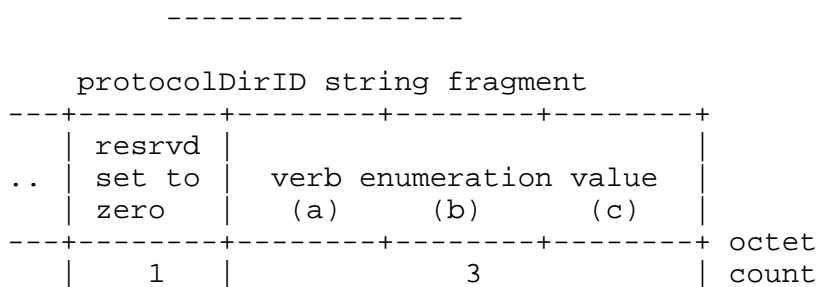 -----------------
protocolDirID string fragment
---+--------+--------+--------+--------+
   | resrvd |                          |
..  | set to |  verb enumeration value  |
   | zero   |   (a)     (b)      (c)   |
---+--------+--------+--------+--------+ octet
   |   1    |             3            | count